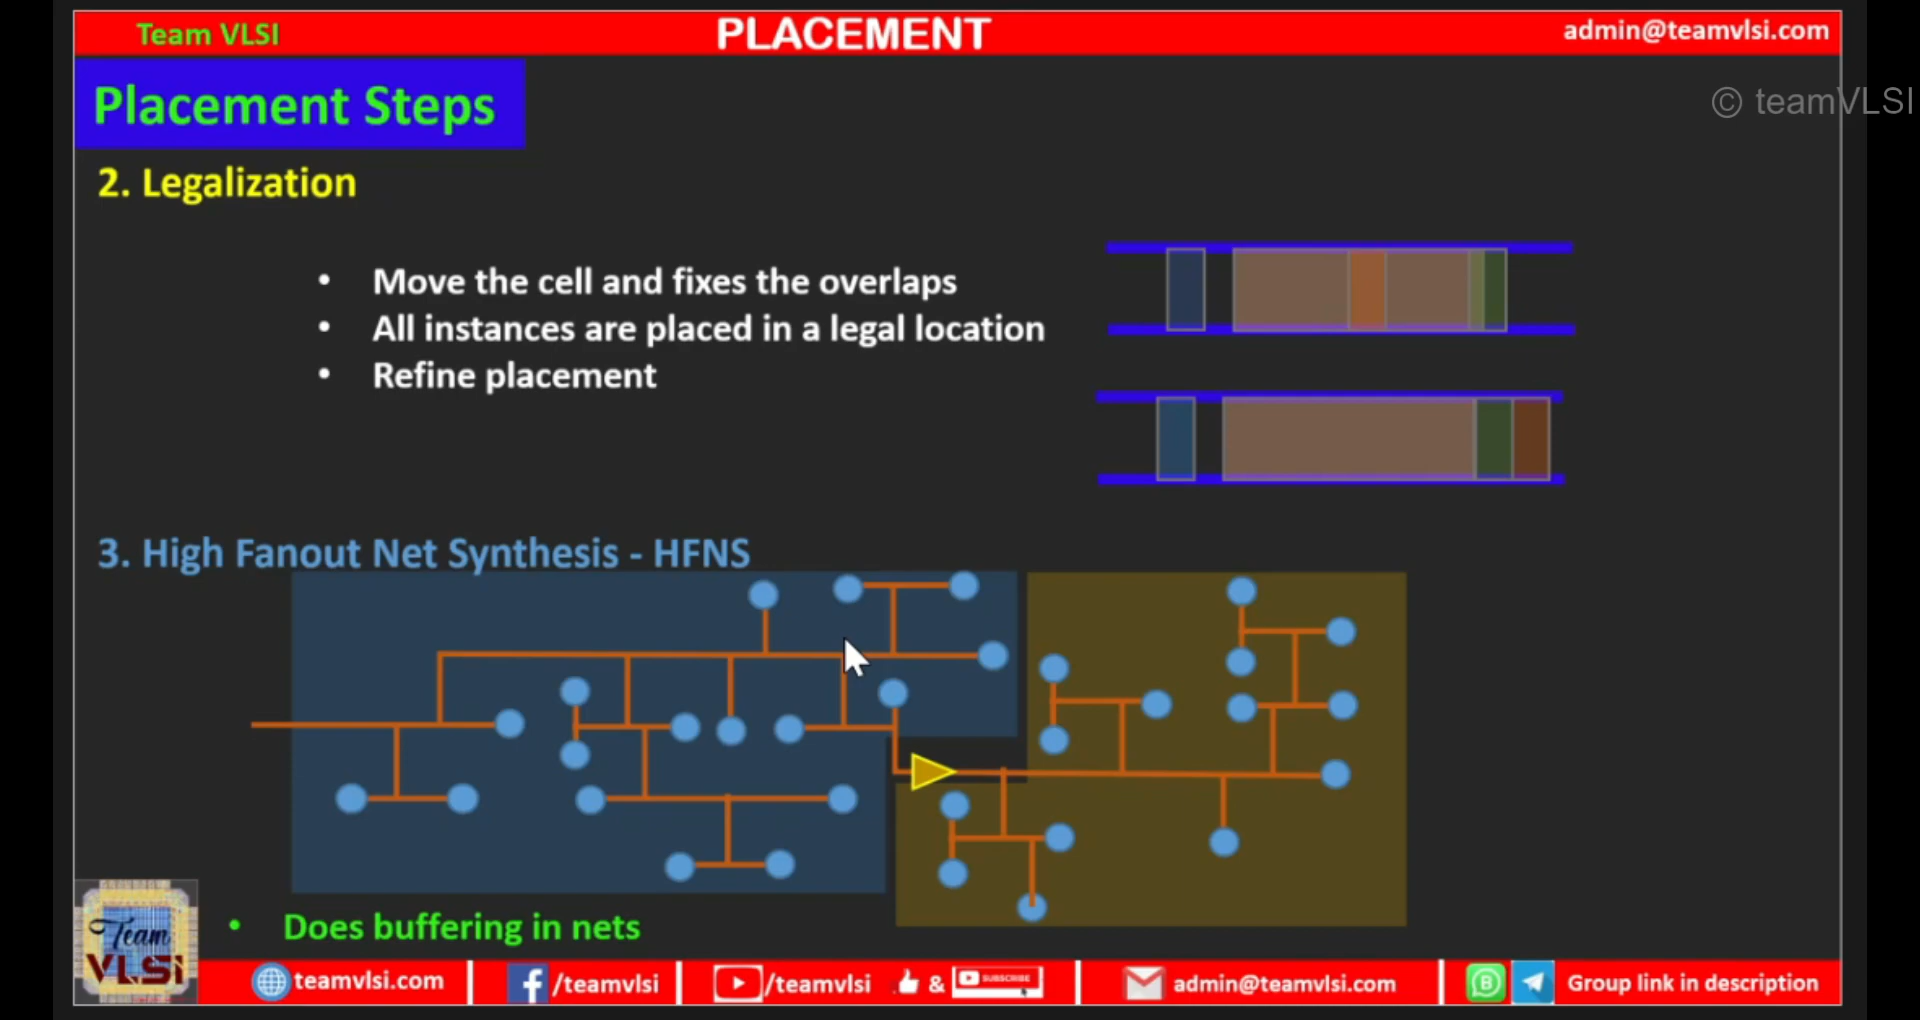 Team VLSI
PLACEMENT
admin@teamvlsi.com
Placement Steps
© teamVLSI
2. Legalization
• Move the cell and fixes the overlaps
• All instances are placed in a legal location
• Refine placement
3. High Fanout Net Synthesis - HFNS
• Does buffering in nets
Team
VLSI
teamvlsi.com
f /teamvlsi
/teamvlsi
&
SUBSCRIBE
admin@teamvlsi.com
B
Group link in description